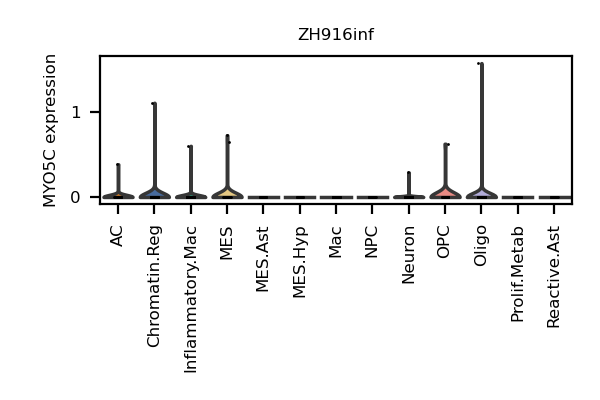 ZH916inf
MYO5C expression
1
0
AC
Chromatin.Reg
Inflammatory.Mac
MES
MES.Ast
MES.Hyp
Mac
NPC
Neuron
OPC
Oligo
Prolif.Metab
Reactive.Ast